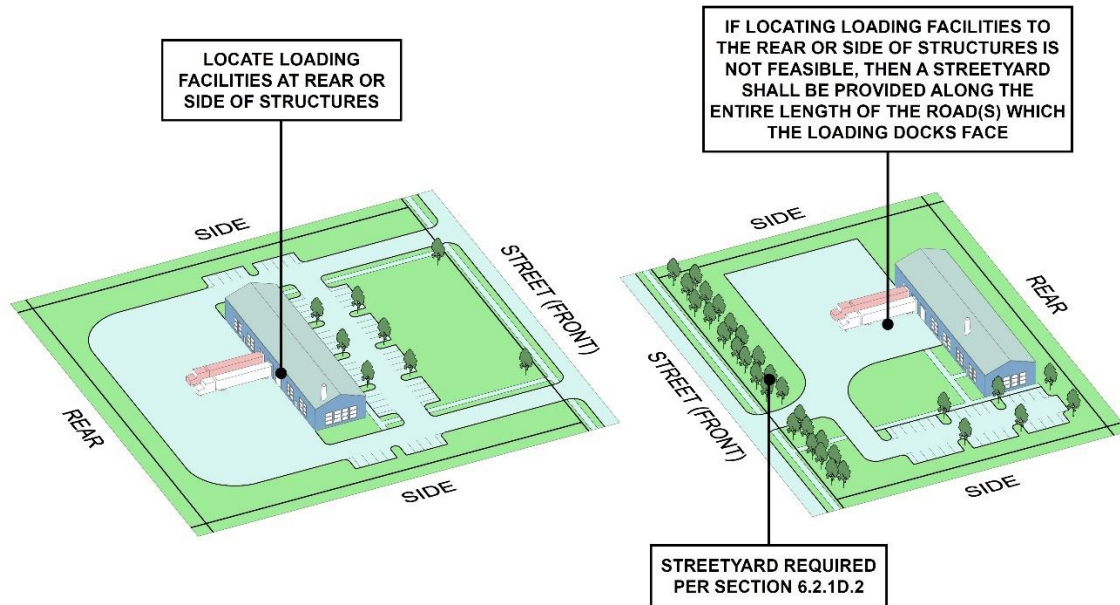 LOCATE LOADING
FACILITIES AT REAR OR
SIDE OF STRUCTURES
SIDE
STREET (FRONT)
REAR
SIDE
IF LOCATING LOADING FACILITIES TO
THE REAR OR SIDE OF STRUCTURES IS
NOT FEASIBLE, THEN A STREETYARD
SHALL BE PROVIDED ALONG THE
ENTIRE LENGTH OF THE ROAD(S) WHICH
THE LOADING DOCKS FACE
SIDE
REAR
STREET (FRONT)
SIDE
STREETYARD REQUIRED
PER SECTION 6.2.1D.2